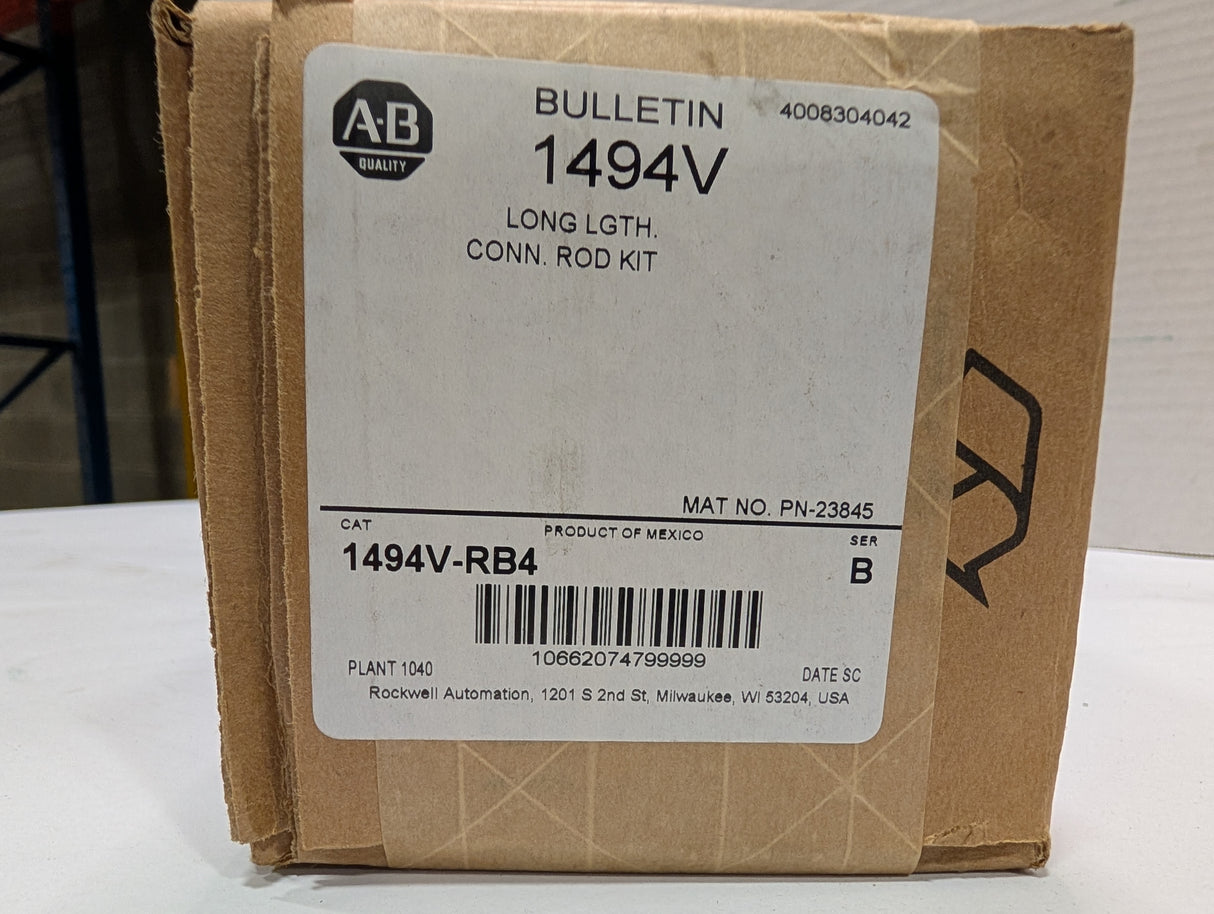 A·B
QUALITY
BULLETIN
4008304042
1494V
LONG LGTH.
CONN. ROD KIT
MAT NO. PN-23845
CAT
PRODUCT OF MEXICO
SER
1494V-RB4
B
10662074799999
PLANT 1040
DATE SC
Rockwell Automation, 1201 S 2nd St, Milwaukee, WI 53204, USA